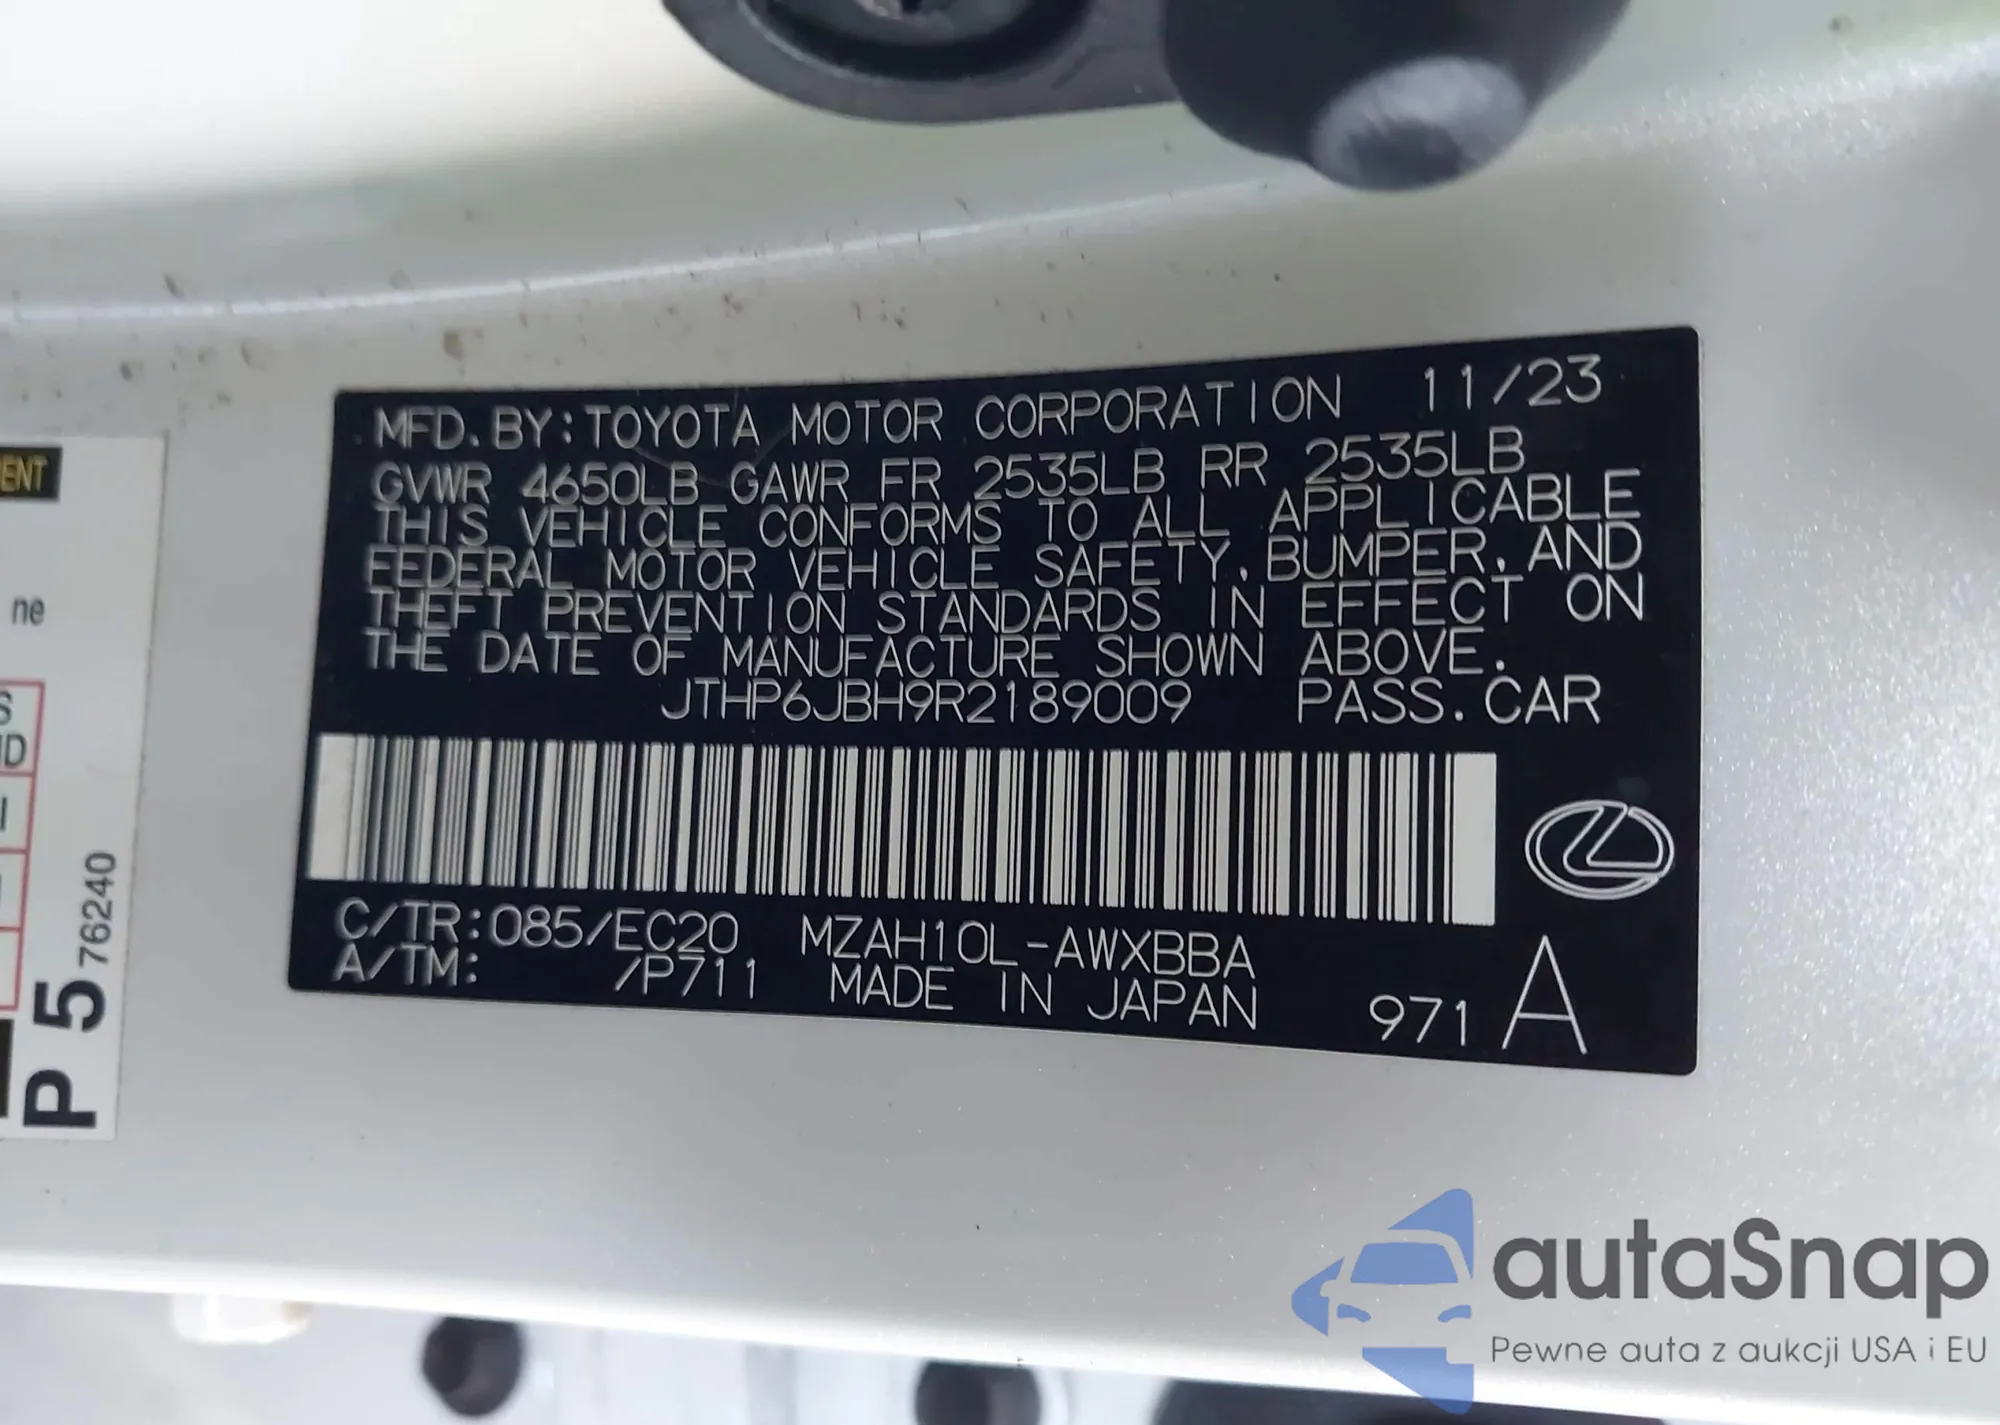 MFD. BY: TOYOTA MOTOR CORPORATION 11/23
GVWR 4650LB GAWR FR 2535LB RR 2535LB
THIS VEHICLE CONFORMS TO ALL APPLICABLE
FEDERAL MOTOR VEHICLE SAFETY, BUMPER, AND
THEFT PREVENTION STANDARDS IN EFFECT ON
THE DATE OF MANUFACTURE SHOWN ABOVE.
JTHP6JBH9R2189009 PASS. CAR
C/TR: 085/EC20 MZAH10L-AWXBBA
A/TM: /P711 MADE IN JAPAN 971 A
ne
P 5 76240
autaSnap
Pewne auta z aukcji USA i EU